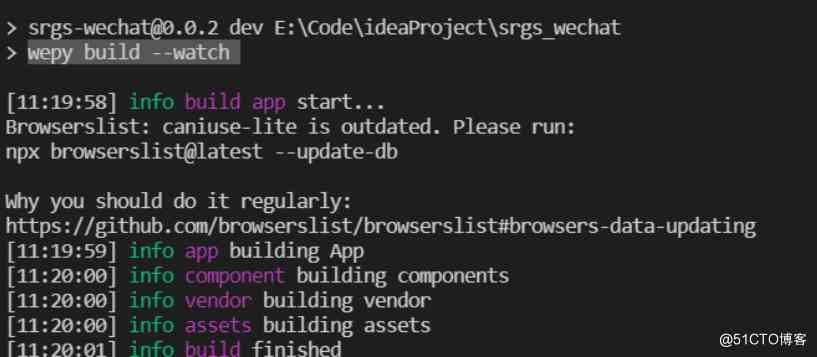 > srgs-wechat@0.0.2 dev E:\Code\ideaProject\srgs_wechat
> wepy build --watch
[11:19:58] info build app start...
Browserslist: caniuse-lite is outdated. Please run:
npx browserslist@latest --update-db
Why you should do it regularly:
https://github.com/browserslist/browserslist#browsers-data-updating
[11:19:59] info app building App
[11:20:00] info component building components
[11:20:00] info vendor building vendor
[11:20:00] info assets building assets
[11:20:01] info build finished
@51CTO博客